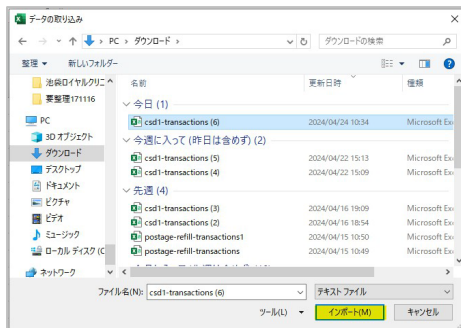 データの取り込み
PC › ダウンロード ›
ダウンロードの検索
整理 新しいフォルダー
池袋ロイヤルクリニ
要整理171116
PC
3D オブジェクト
ダウンロード
デスクトップ
ドキュメント
ピクチャ
ビデオ
ミュージック
ローカル ディスク (C
ネットワーク
名前 更新日時 種類
今日 (1)
csd1-transactions (6) 2024/04/24 10:34 Microsoft Ex
今週に入って (昨日は含めず) (2)
csd1-transactions (5) 2024/04/22 15:13 Microsoft Ex
csd1-transactions (4) 2024/04/22 15:09 Microsoft Ex
先週 (4)
csd1-transactions (3) 2024/04/16 19:09 Microsoft Ex
csd1-transactions (2) 2024/04/16 18:54 Microsoft Ex
postage-refill-transactions1 2024/04/15 10:50 Microsoft Ex
postage-refill-transactions 2024/04/15 10:49 Microsoft Ex
ファイル名(N): csd1-transactions (6) テキスト ファイル
ツール(L) インポート(M) キャンセル